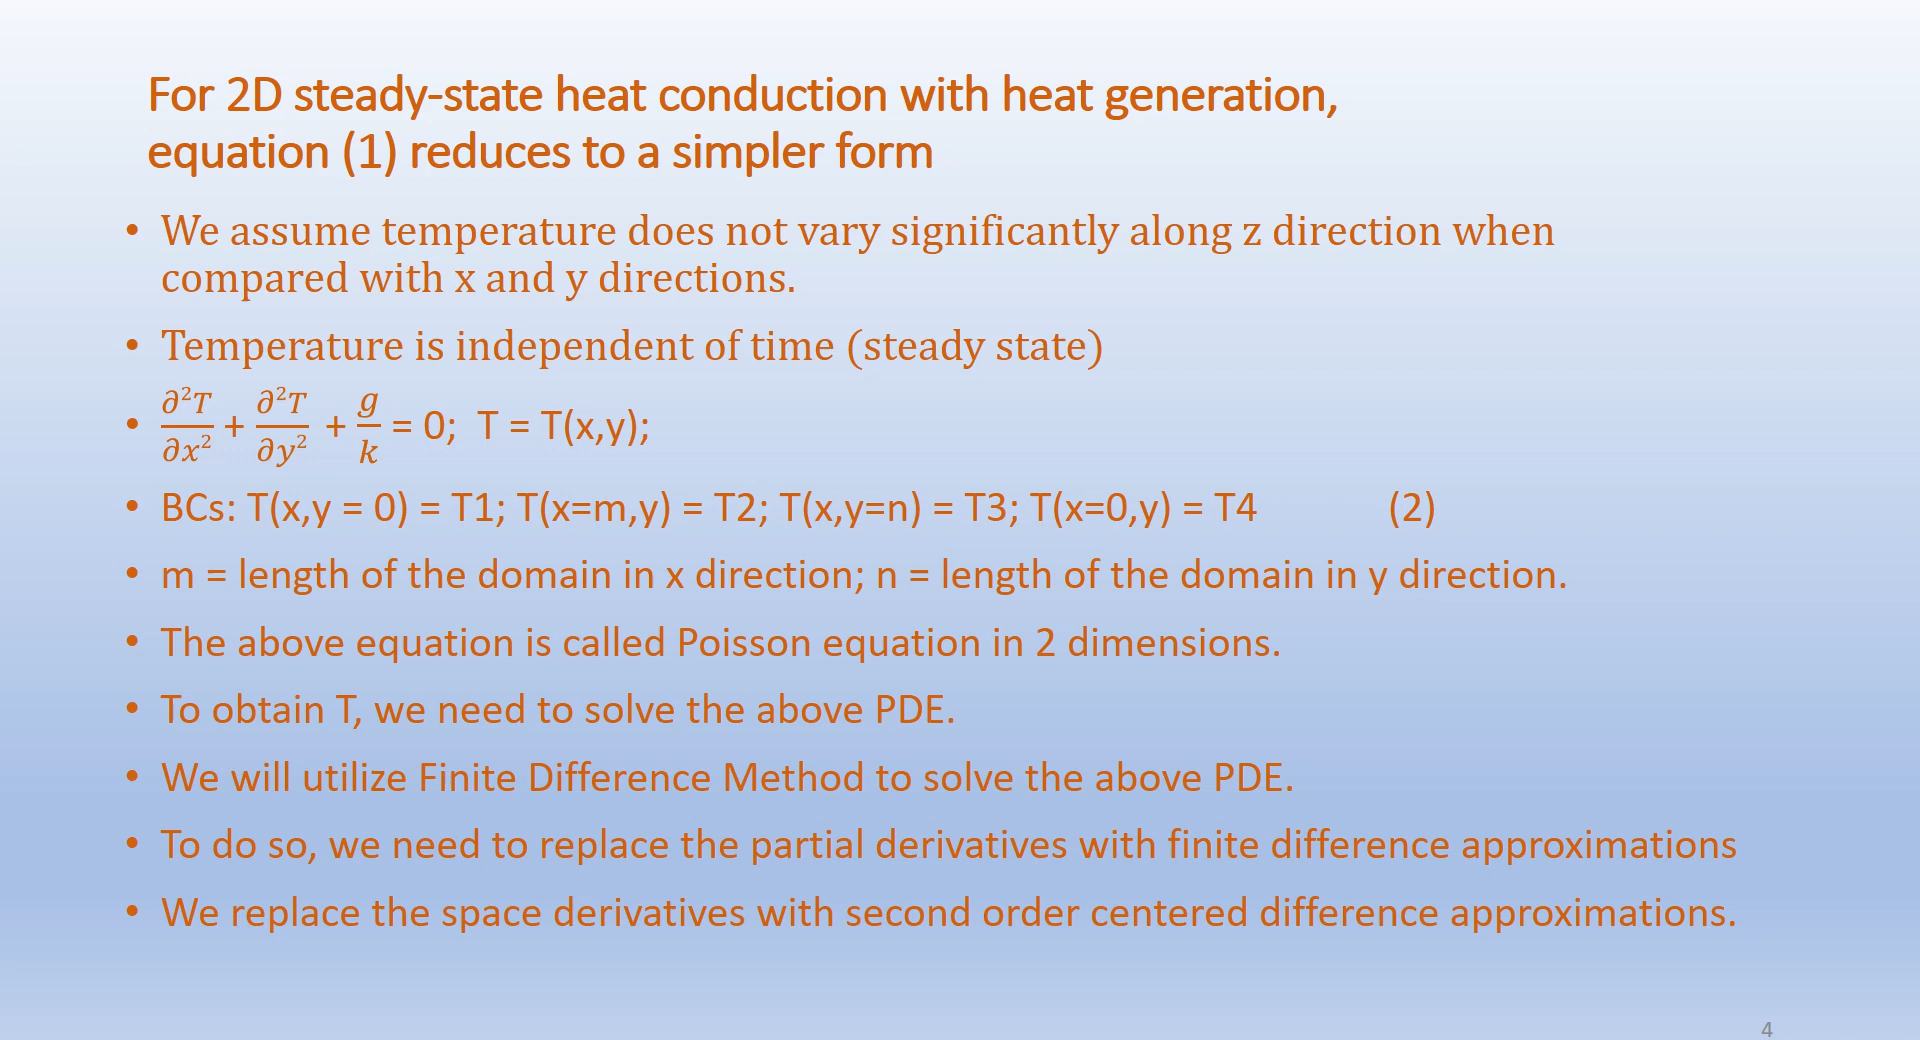 For 2D steady-state heat conduction with heat generation,
equation (1) reduces to a simpler form
• We assume temperature does not vary significantly along z direction when
compared with x and y directions.
• Temperature is independent of time (steady state)
• ∂²T/∂x² + ∂²T/∂y² + g/k = 0; T = T(x,y);
• BCs: T(x,y = 0) = T1; T(x=m,y) = T2; T(x,y=n) = T3; T(x=0,y) = T4 (2)
• m = length of the domain in x direction; n = length of the domain in y direction.
• The above equation is called Poisson equation in 2 dimensions.
• To obtain T, we need to solve the above PDE.
• We will utilize Finite Difference Method to solve the above PDE.
• To do so, we need to replace the partial derivatives with finite difference approximations
• We replace the space derivatives with second order centered difference approximations.
4